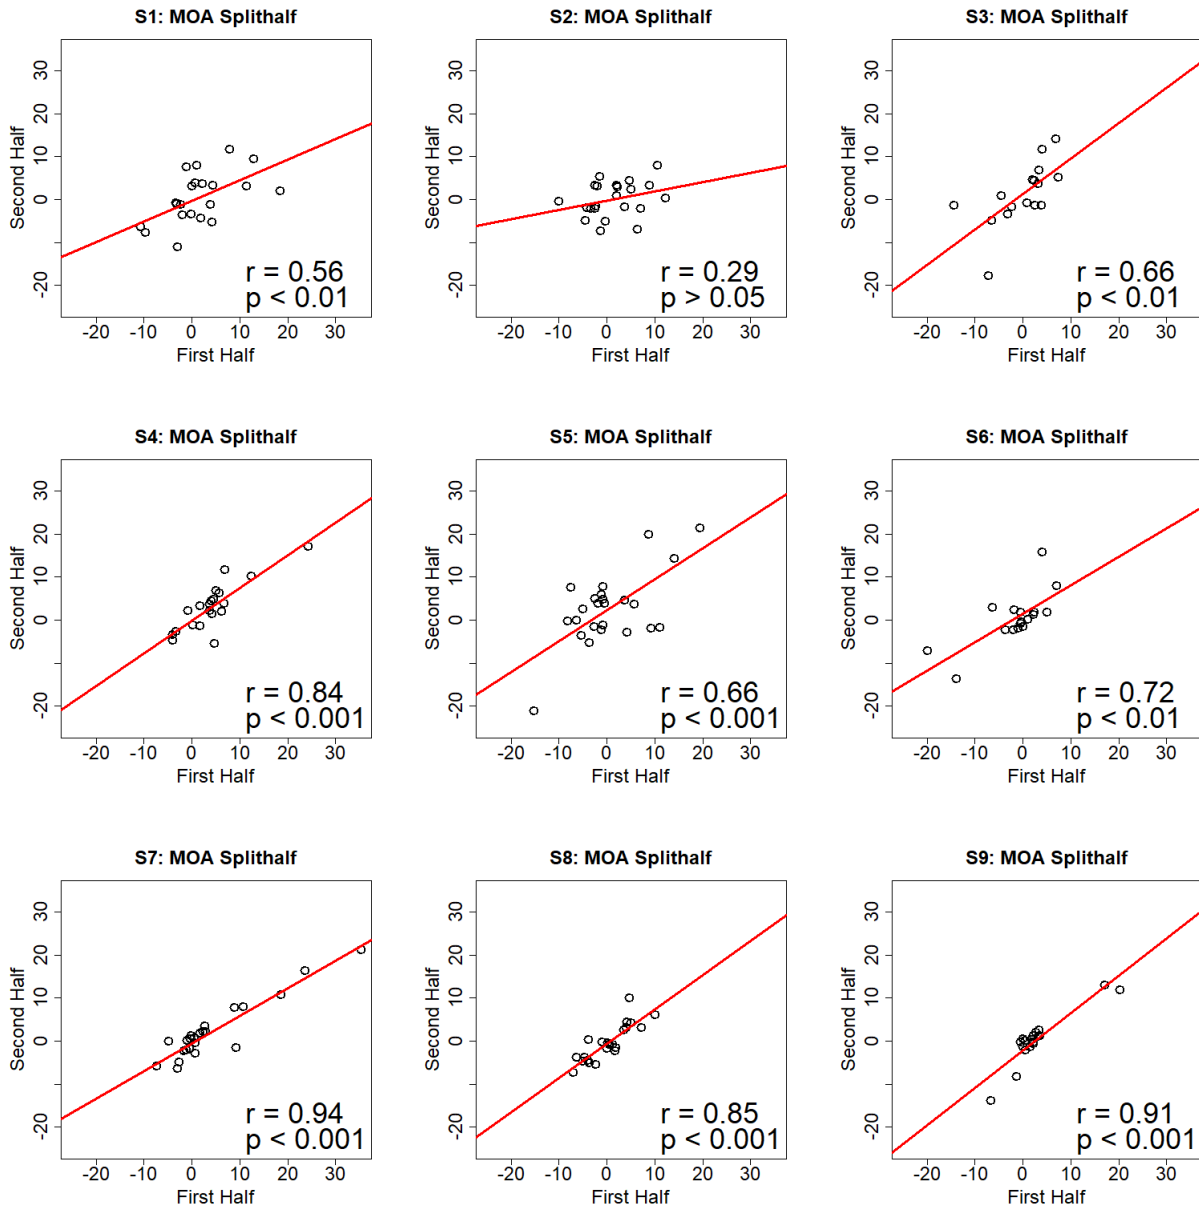 S1: MOA Splithalf
S2: MOA Splithalf
S3: MOA Splithalf
Second Half
30
20
10
0
-20
r = 0.56
p < 0.01
-20 -10 0 10 20 30
First Half
Second Half
30
20
10
0
-20
r = 0.29
p > 0.05
-20 -10 0 10 20 30
First Half
Second Half
30
20
10
0
-20
r = 0.66
p < 0.01
-20 -10 0 10 20 30
First Half
S4: MOA Splithalf
S5: MOA Splithalf
S6: MOA Splithalf
Second Half
30
20
10
0
-20
r = 0.84
p < 0.001
-20 -10 0 10 20 30
First Half
Second Half
30
20
10
0
-20
r = 0.66
p < 0.001
-20 -10 0 10 20 30
First Half
Second Half
30
20
10
0
-20
r = 0.72
p < 0.01
-20 -10 0 10 20 30
First Half
S7: MOA Splithalf
S8: MOA Splithalf
S9: MOA Splithalf
Second Half
30
20
10
0
-20
r = 0.94
p < 0.001
-20 -10 0 10 20 30
First Half
Second Half
30
20
10
0
-20
r = 0.85
p < 0.001
-20 -10 0 10 20 30
First Half
Second Half
30
20
10
0
-20
r = 0.91
p < 0.001
-20 -10 0 10 20 30
First Half